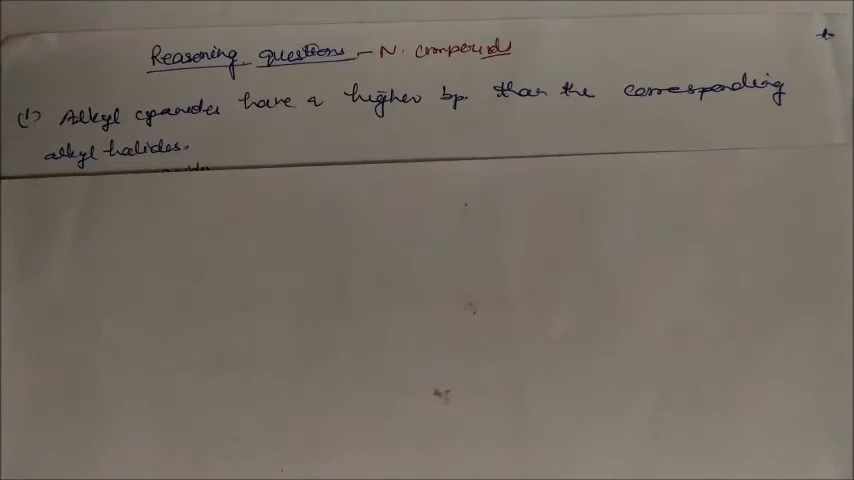 Reasoning questions - N. compounds
(1) Alkyl cyanides have a higher bp. than the corresponding
alkyl halides.